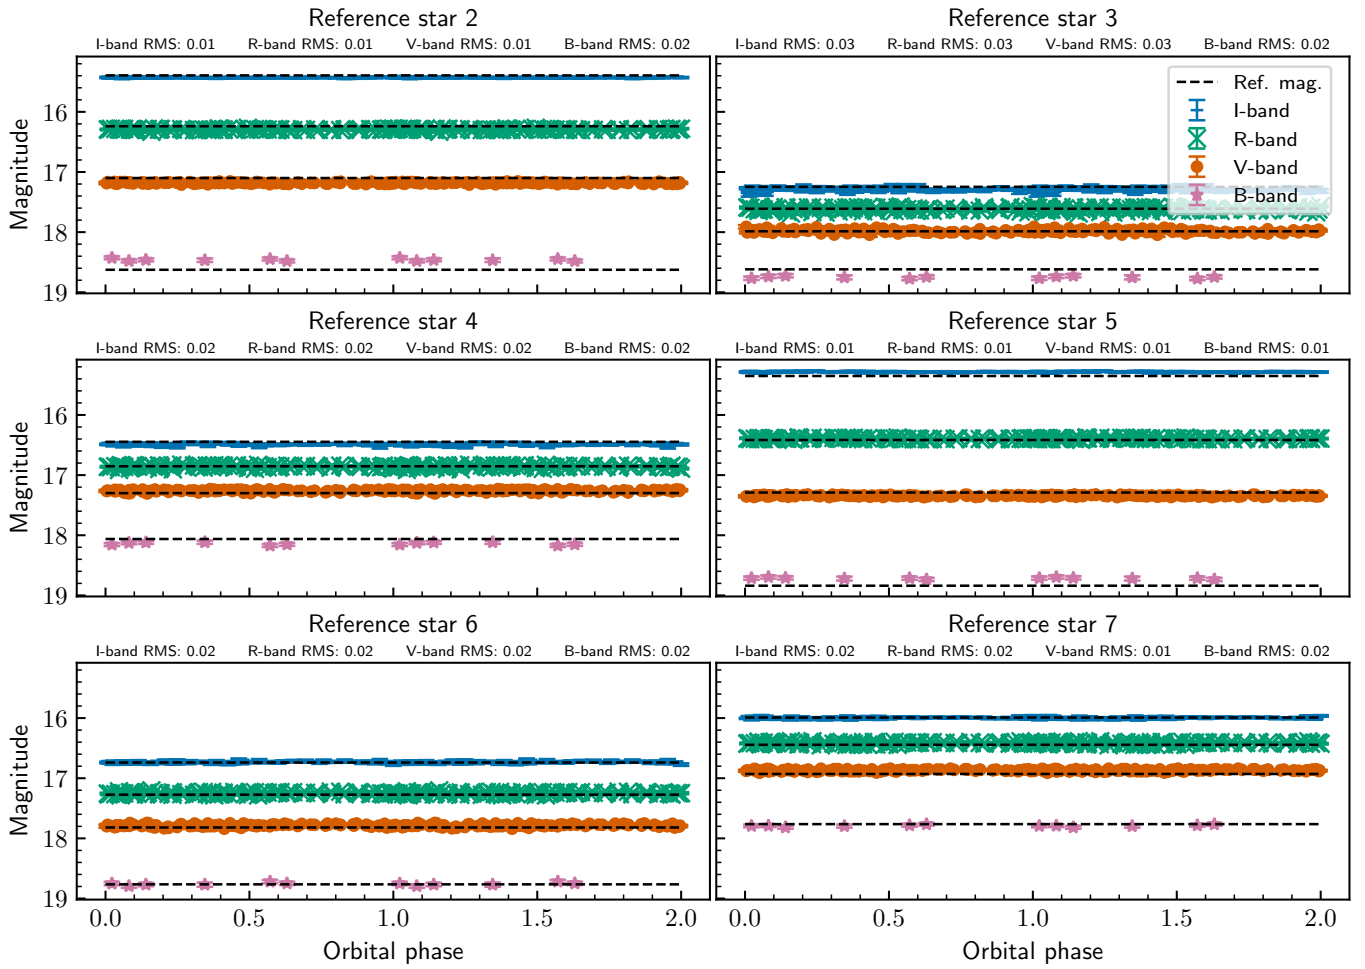 Reference star 2
I-band RMS: 0.01 R-band RMS: 0.01 V-band RMS: 0.01 B-band RMS: 0.02
Reference star 3
I-band RMS: 0.03 R-band RMS: 0.03 V-band RMS: 0.03 B-band RMS: 0.02
Magnitude
16
17
18
19
Ref. mag.
I-band
R-band
V-band
B-band
Reference star 4
I-band RMS: 0.02 R-band RMS: 0.02 V-band RMS: 0.02 B-band RMS: 0.02
Reference star 5
I-band RMS: 0.01 R-band RMS: 0.01 V-band RMS: 0.01 B-band RMS: 0.01
Magnitude
16
17
18
19
Reference star 6
I-band RMS: 0.02 R-band RMS: 0.02 V-band RMS: 0.02 B-band RMS: 0.02
Reference star 7
I-band RMS: 0.02 R-band RMS: 0.02 V-band RMS: 0.01 B-band RMS: 0.02
Magnitude
16
17
18
19
0.0 0.5 1.0 1.5 2.0
Orbital phase
0.0 0.5 1.0 1.5 2.0
Orbital phase